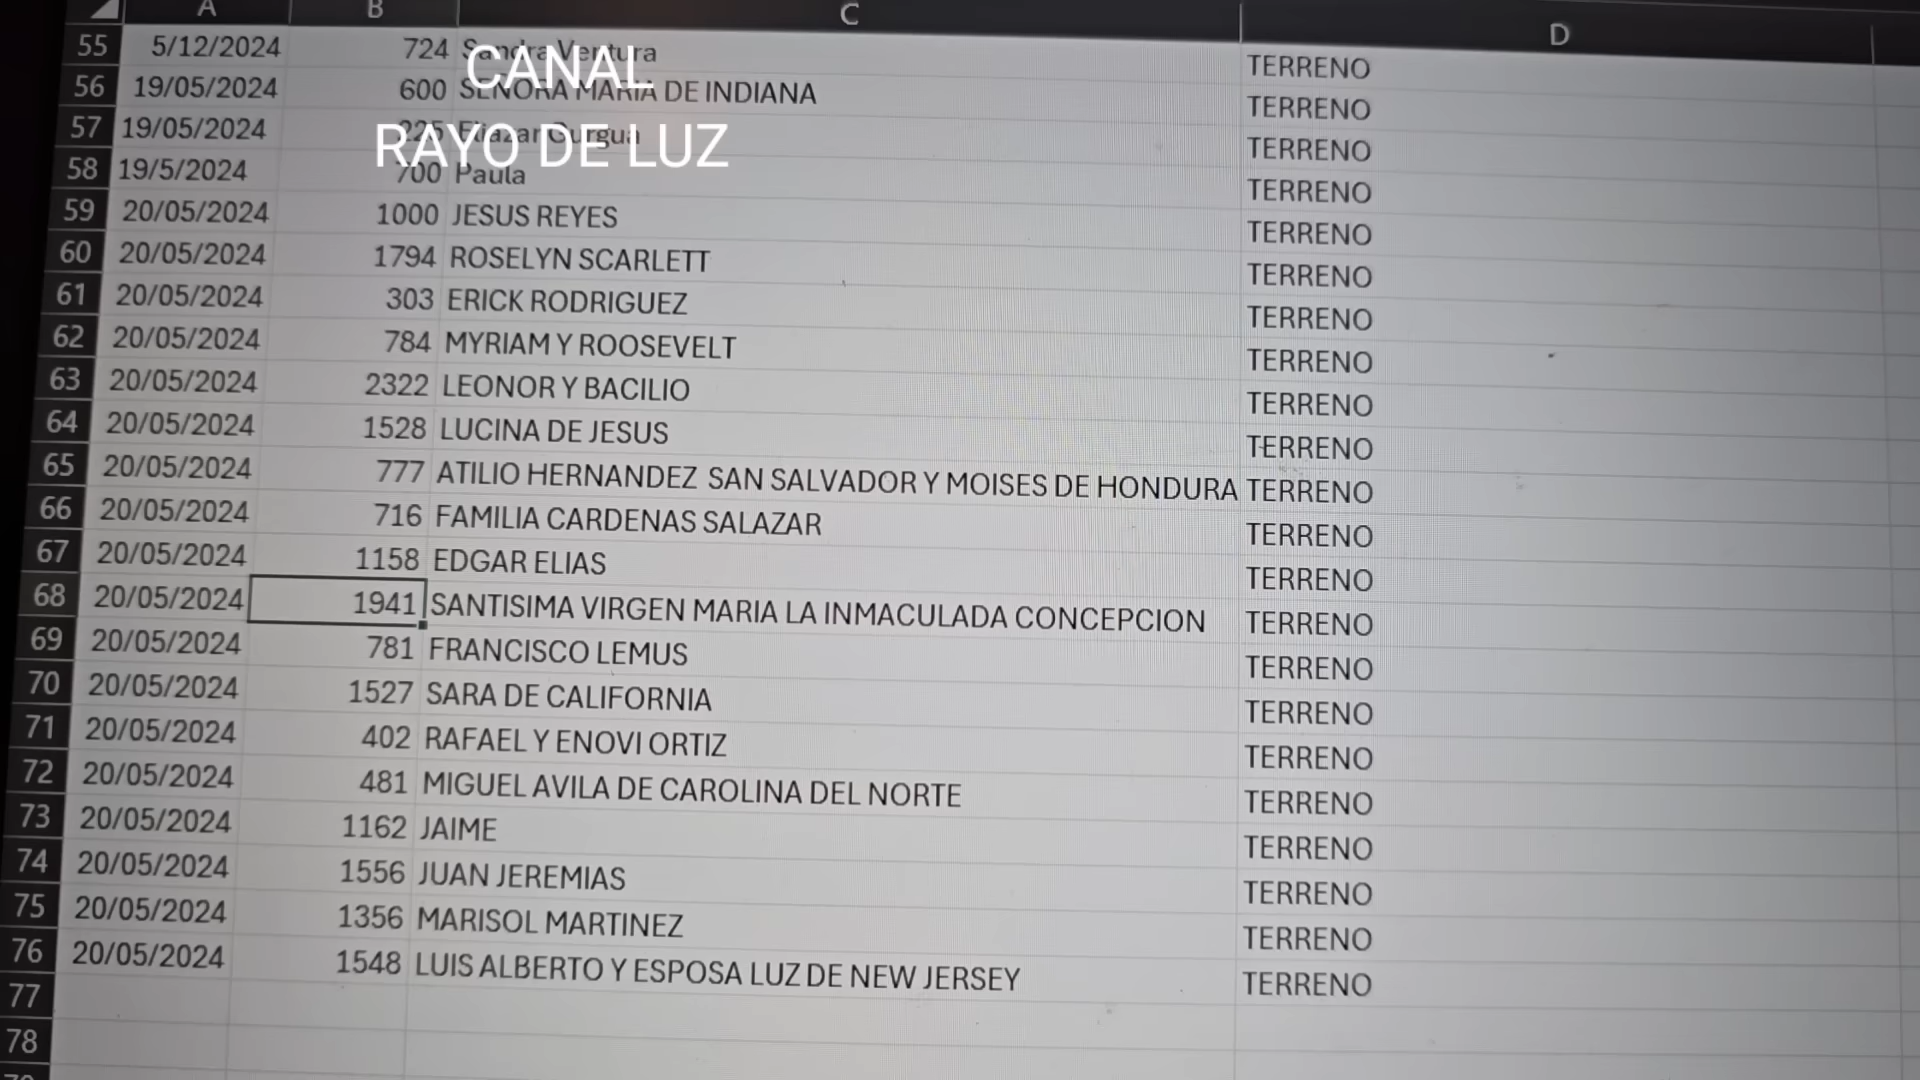 A B C D
55 5/12/2024 724 Sandra Ventura TERRENO
CANAL
56 19/05/2024 600 SEÑORA MARIA DE INDIANA TERRENO
57 19/05/2024 225 Eliazar TERRENO
RAYO DE LUZ
58 19/5/2024 700 Paula TERRENO
59 20/05/2024 1000 JESUS REYES TERRENO
60 20/05/2024 1794 ROSELYN SCARLETT TERRENO
61 20/05/2024 303 ERICK RODRIGUEZ TERRENO
62 20/05/2024 784 MYRIAM Y ROOSEVELT TERRENO
63 20/05/2024 2322 LEONOR Y BACILIO TERRENO
64 20/05/2024 1528 LUCINA DE JESUS TERRENO
65 20/05/2024 777 ATILIO HERNANDEZ SAN SALVADOR Y MOISES DE HONDURA TERRENO
66 20/05/2024 716 FAMILIA CARDENAS SALAZAR TERRENO
67 20/05/2024 1158 EDGAR ELIAS TERRENO
68 20/05/2024 1941 SANTISIMA VIRGEN MARIA LA INMACULADA CONCEPCION TERRENO
69 20/05/2024 781 FRANCISCO LEMUS TERRENO
70 20/05/2024 1527 SARA DE CALIFORNIA TERRENO
71 20/05/2024 402 RAFAEL Y ENOVI ORTIZ TERRENO
72 20/05/2024 481 MIGUEL AVILA DE CAROLINA DEL NORTE TERRENO
73 20/05/2024 1162 JAIME TERRENO
74 20/05/2024 1556 JUAN JEREMIAS TERRENO
75 20/05/2024 1356 MARISOL MARTINEZ TERRENO
76 20/05/2024 1548 LUIS ALBERTO Y ESPOSA LUZ DE NEW JERSEY TERRENO
77
78